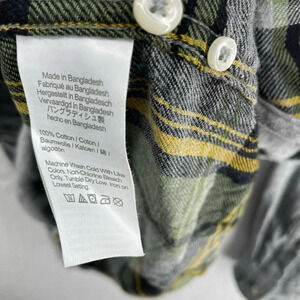 Made in Bangladesh
Fabriqué au Bangladesh
Hergestellt in Bangladesh
Vervaardigd in Bangladesh
バングラディシュ製
hecho en Bangladesh
100% Cotton / Coton /
Baumwolle / Katoen / 綿 /
algodón
Machine Wash Cold With Like
Colors, Non-Chlorine Bleach
Only, Tumble Dry Low, Iron on
Lowest Setting.